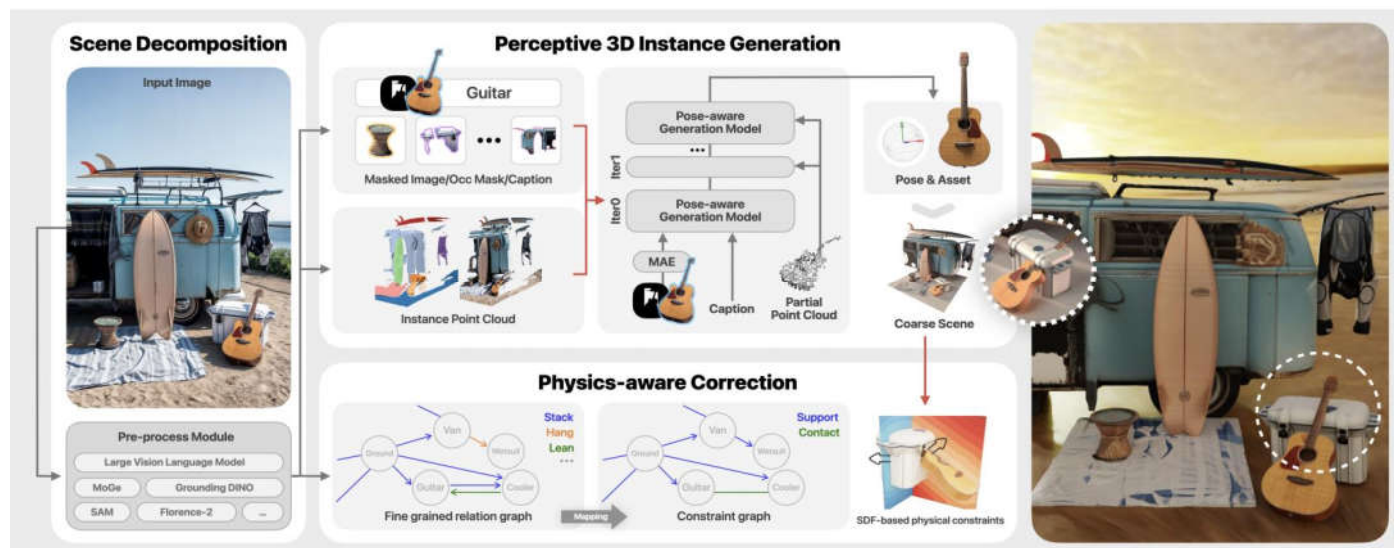 Scene Decomposition
Input Image
Pre-process Module
Large Vision Language Model
MoGe
Grounding DINO
SAM
Florence-2
...
Perceptive 3D Instance Generation
Guitar
Masked Image/Occ Mask/Caption
Instance Point Cloud
Pose-aware
Generation Model
...
Iter1
Iter0
Pose-aware
Generation Model
MAE
Caption
Partial
Point Cloud
Pose & Asset
Coarse Scene
Physics-aware Correction
Stack
Hang
Lean
...
Van
Ground
Wetsuit
Guitar
Cooler
Fine grained relation graph
Mapping
Support
Contact
Van
Ground
Wetsuit
Guitar
Cooler
Constraint graph
SDF-based physical constraints